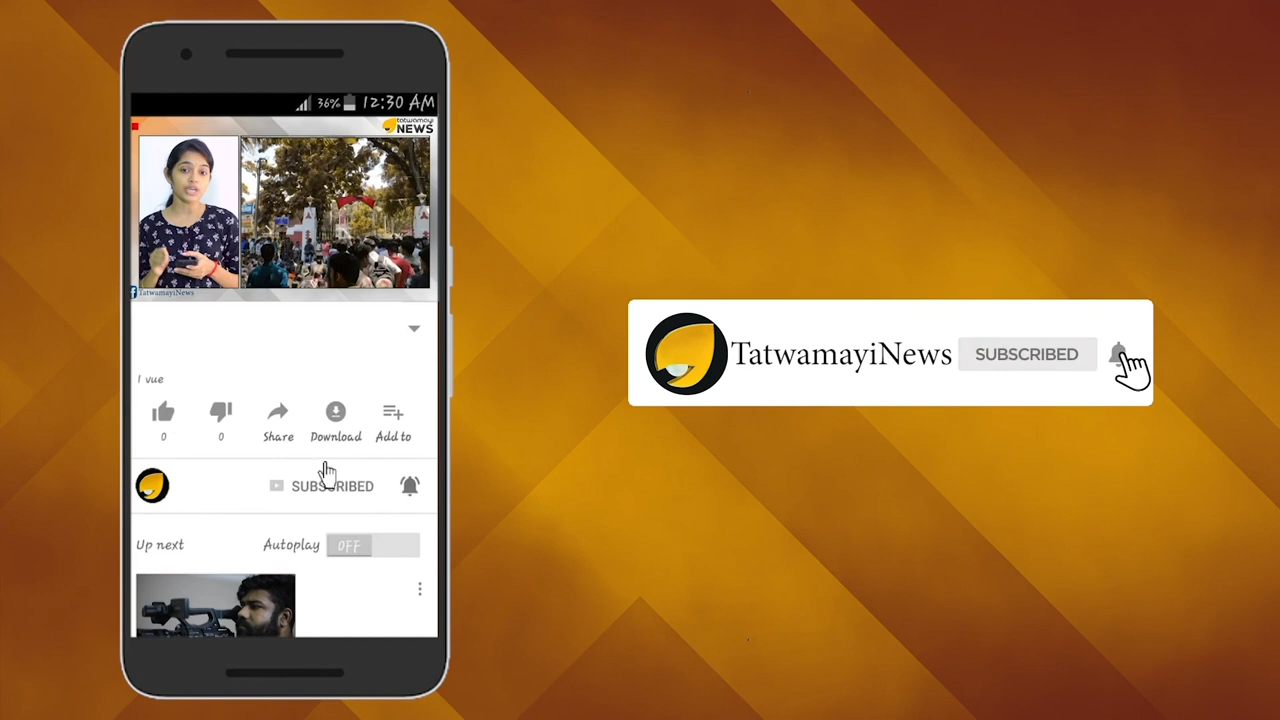 36% 12:30 AM
tatwamayi
NEWS
TatwamayiNews
1 vue
0 0 Share Download Add to
SUBSCRIBED
Up next Autoplay OFF
TatwamayiNews SUBSCRIBED